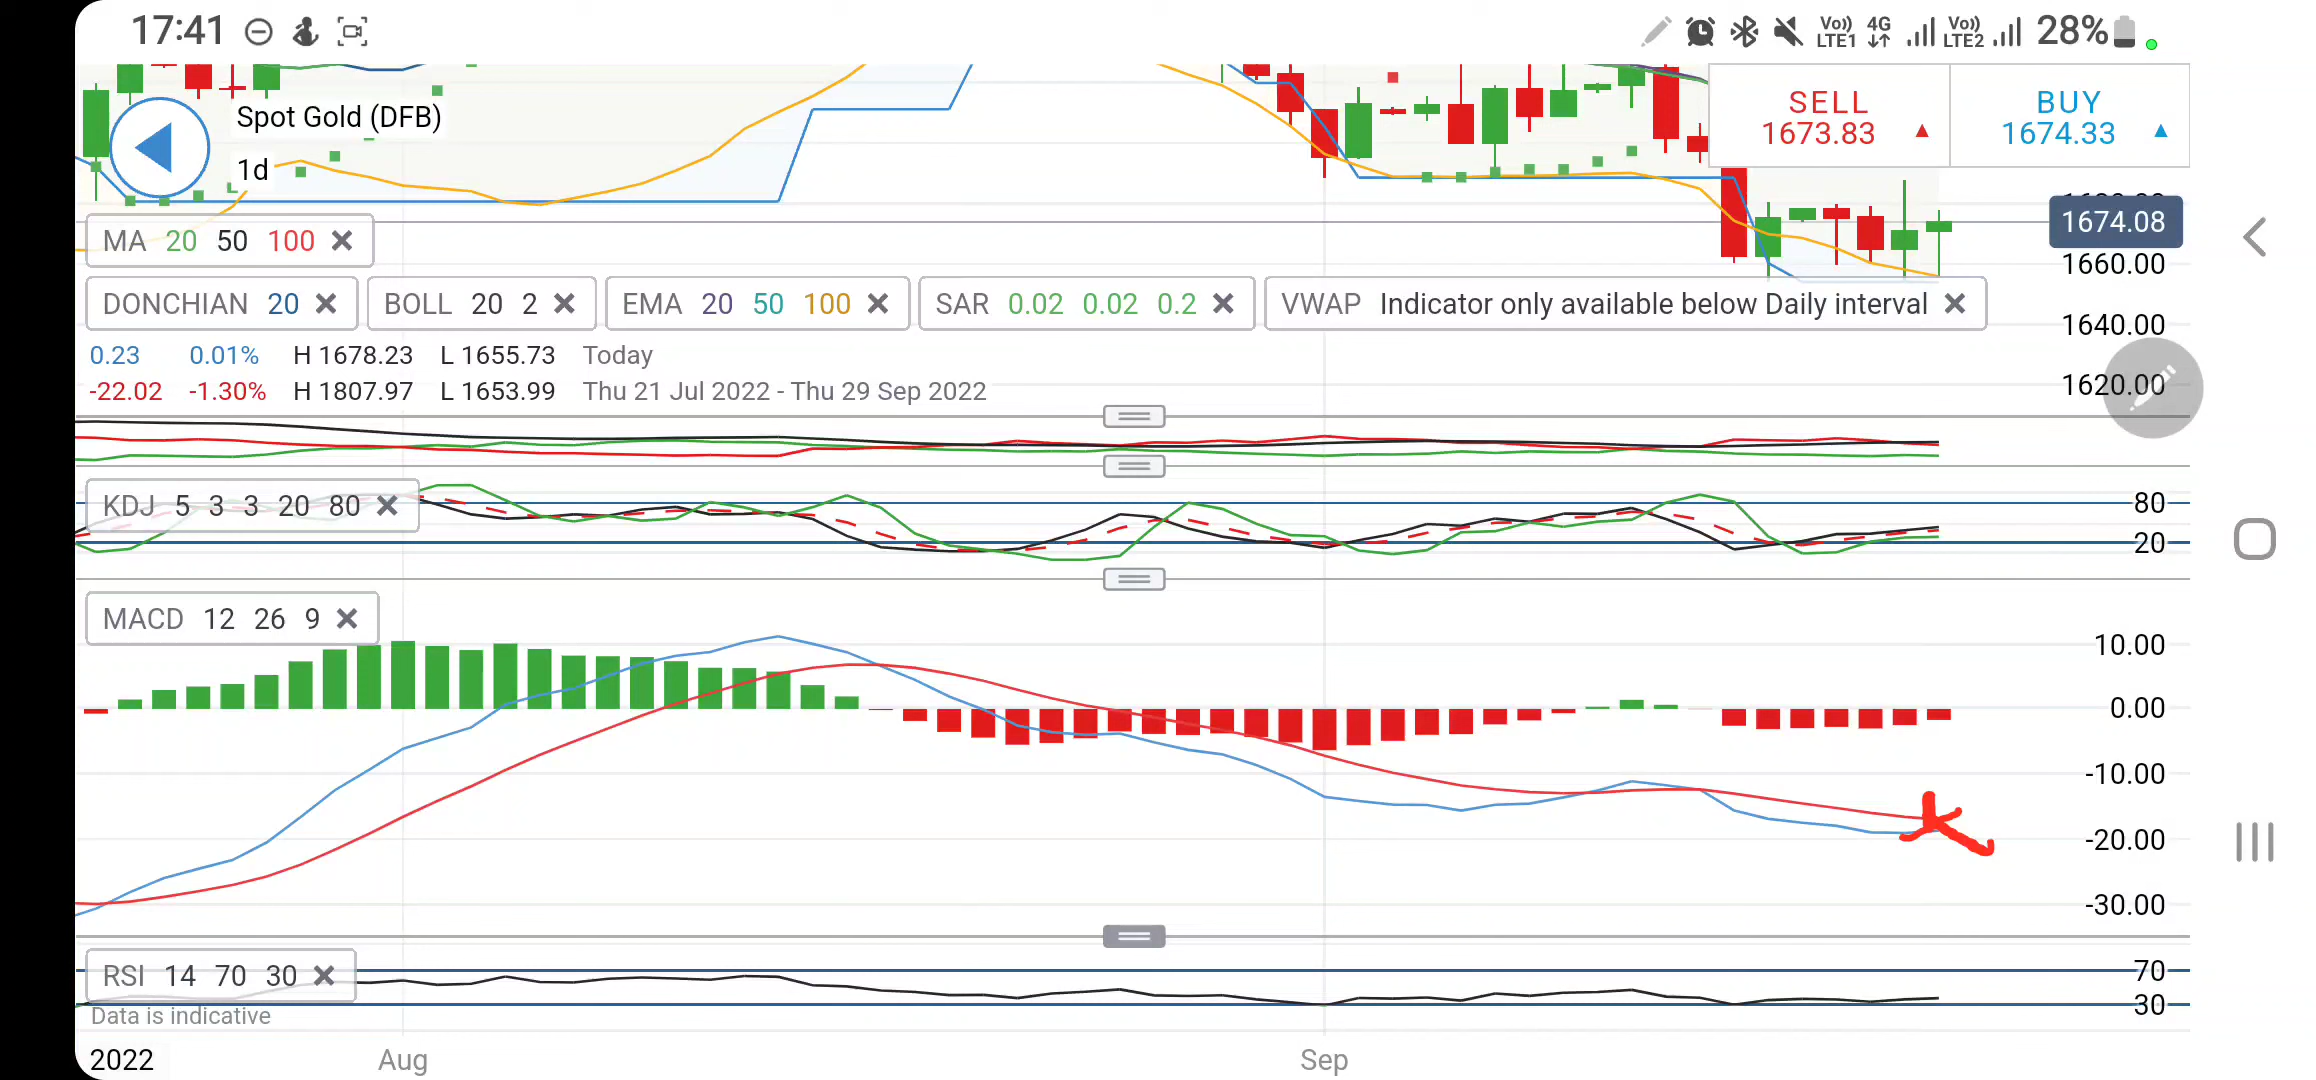 17:41
Vo)) LTE1 4G Vo)) LTE2 28%
Spot Gold (DFB)
1d
SELL
1673.83
BUY
1674.33
MA 20 50 100
1674.08
1660.00
DONCHIAN 20
BOLL 20 2
EMA 20 50 100
SAR 0.02 0.02 0.2
VWAP Indicator only available below Daily interval
1640.00
0.23 0.01% H 1678.23 L 1655.73 Today
-22.02 -1.30% H 1807.97 L 1653.99 Thu 21 Jul 2022 - Thu 29 Sep 2022
1620.00
KDJ 5 3 3 20 80
80
20
MACD 12 26 9
10.00
0.00
-10.00
-20.00
-30.00
RSI 14 70 30
70
30
Data is indicative
2022 Aug Sep